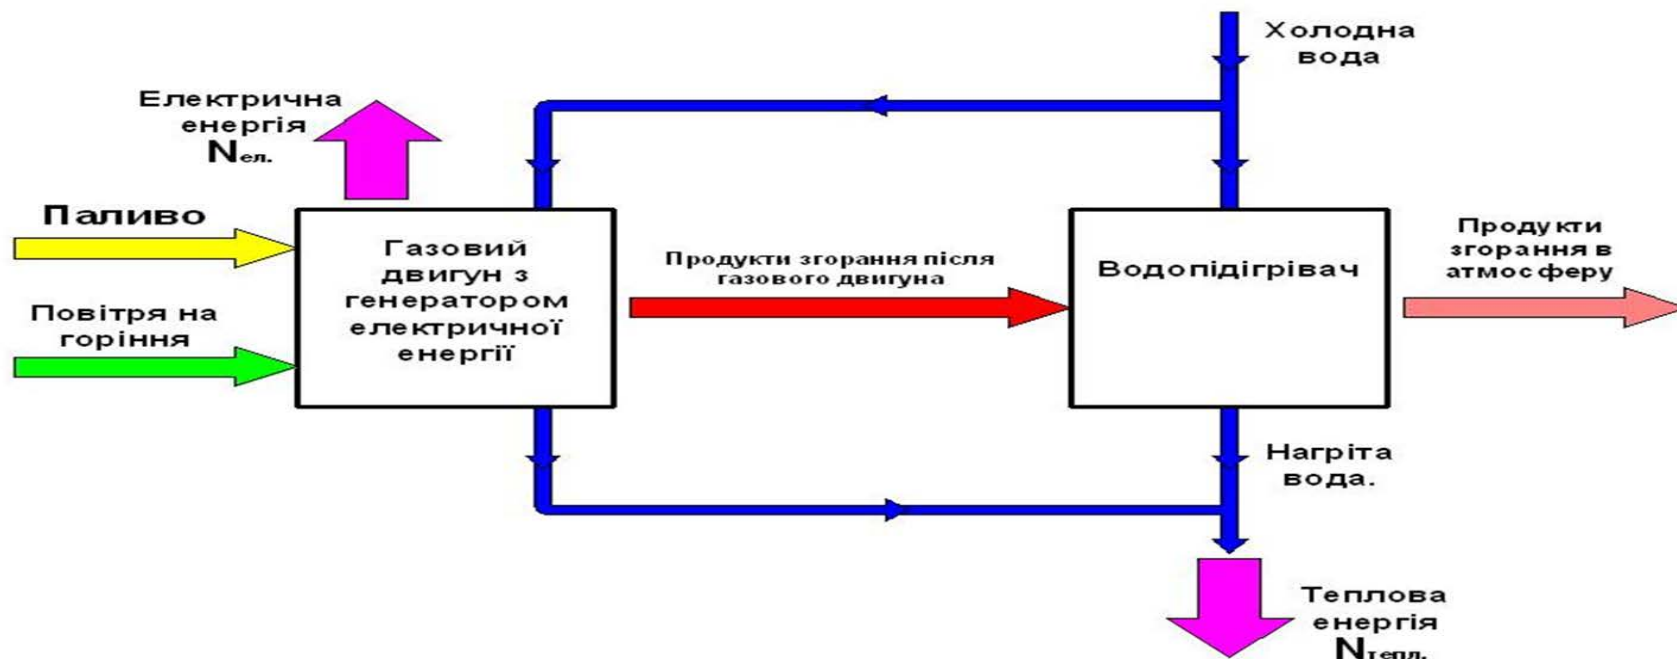 Холодна
вода
Електрична
енергія
Nел.
Паливо
Повітря на
горіння
Газовий
двигун з
генератором
електричної
енергії
Продукти згорання після
газового двигуна
Водопідігрівач
Продукти
згорання в
атмосферу
Нагріта
вода.
Теплова
енергія
Nтепл.